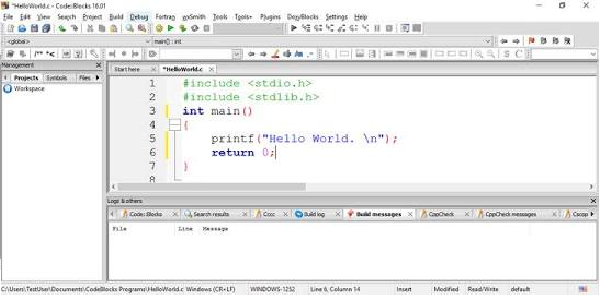 *HelloWorld.c - Code::Blocks 16.01
File Edit View Search Project Build Debug Fortran wxSmith Tools Tools+ Plugins DoxyBlocks Settings Help
<global> main() : int
Management
Projects Symbols Files
Workspace
Start here × *HelloWorld.c ×
1 #include <stdio.h>
2 #include <stdlib.h>
3 int main()
4 {
5 printf("Hello World. \n");
6 return 0;
7 }
8
Logs & others
Code::Blocks × Search results × Cccc × Build log × Build messages × CppCheck × CppCheck messages × Cscope
File Line Message
C:\Users\TestUser\Documents\CodeBlocks Programs\HelloWorld.c Windows (CR+LF) WINDOWS-1252 Line 6, Column 14 Insert Modified Read/Write default